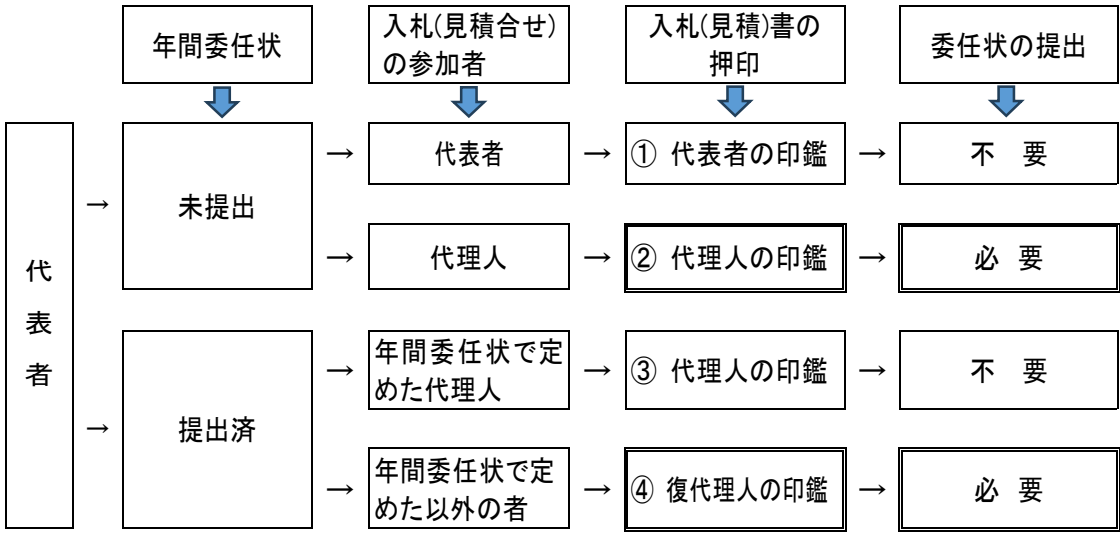 年間委任状
入札(見積合せ)
の参加者
入札(見積)書の
押印
委任状の提出
代表者
→
未提出
→
代表者
→
① 代表者の印鑑
→
不 要
→
代理人
→
② 代理人の印鑑
→
必 要
→
提出済
→
年間委任状で定
めた代理人
→
③ 代理人の印鑑
→
不 要
→
年間委任状で定
めた以外の者
→
④ 復代理人の印鑑
→
必 要